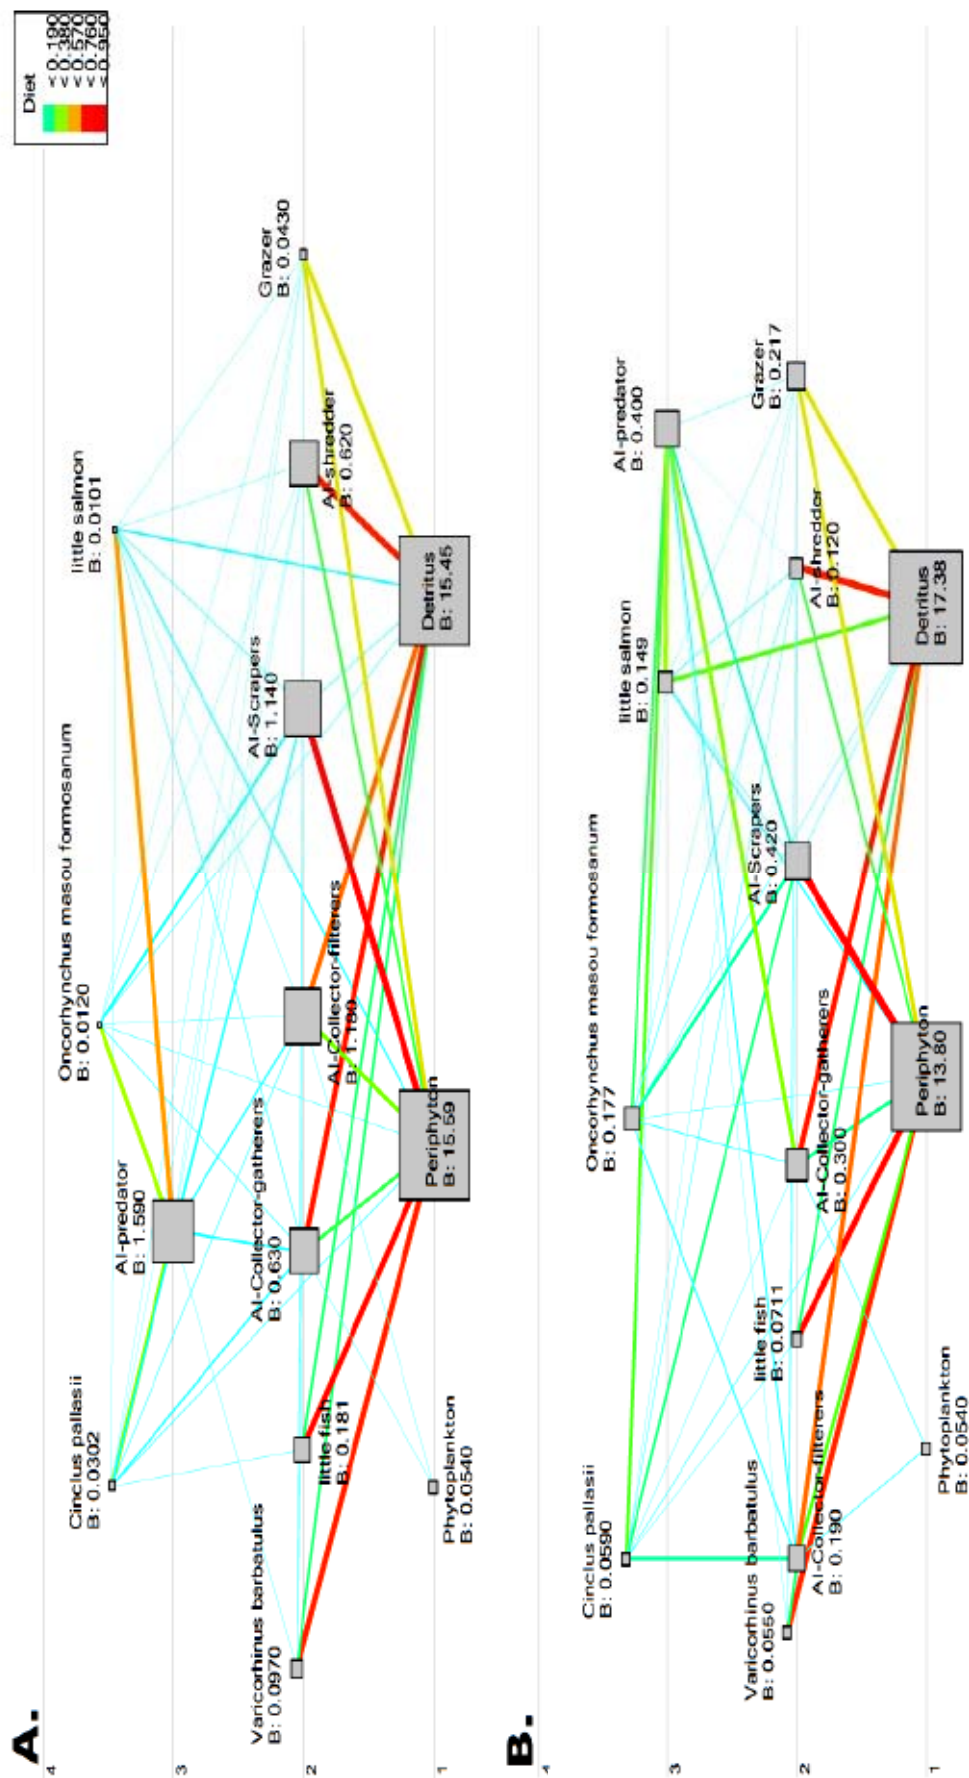 A.
Diet
< 0.190
< 0.380
< 0.570
< 0.760
< 0.950
4
3
2
1
Oncorhynchus masou formosanum
B: 0.0120
little salmon
B: 0.0101
Cinclus pallasii
B: 0.0302
AI-predator
B: 1.590
Varicorhinus barbatulus
B: 0.0970
little fish
B: 0.181
AI-Collector-gatherers
B: 0.630
AI-Collector-filterers
B: 1.180
AI-Scrapers
B: 1.140
AI-shredder
B: 0.620
Grazer
B: 0.0430
Phytoplankton
B: 0.0540
Periphyton
B: 15.59
Detritus
B: 15.45
B.
4
3
2
1
Cinclus pallasii
B: 0.0590
Oncorhynchus masou formosanum
B: 0.177
little salmon
B: 0.149
AI-predator
B: 0.400
Varicorhinus barbatulus
B: 0.0550
AI-Collector-filterers
B: 0.190
little fish
B: 0.0711
AI-Collector-gatherers
B: 0.300
AI-Scrapers
B: 0.420
AI-shredder
B: 0.120
Grazer
B: 0.217
Phytoplankton
B: 0.0540
Periphyton
B: 13.80
Detritus
B: 17.38